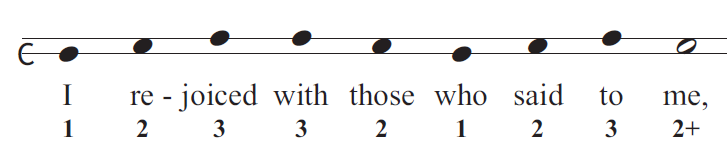 C
I re - joiced with those who said to me,
1 2 3 3 2 1 2 3 2+